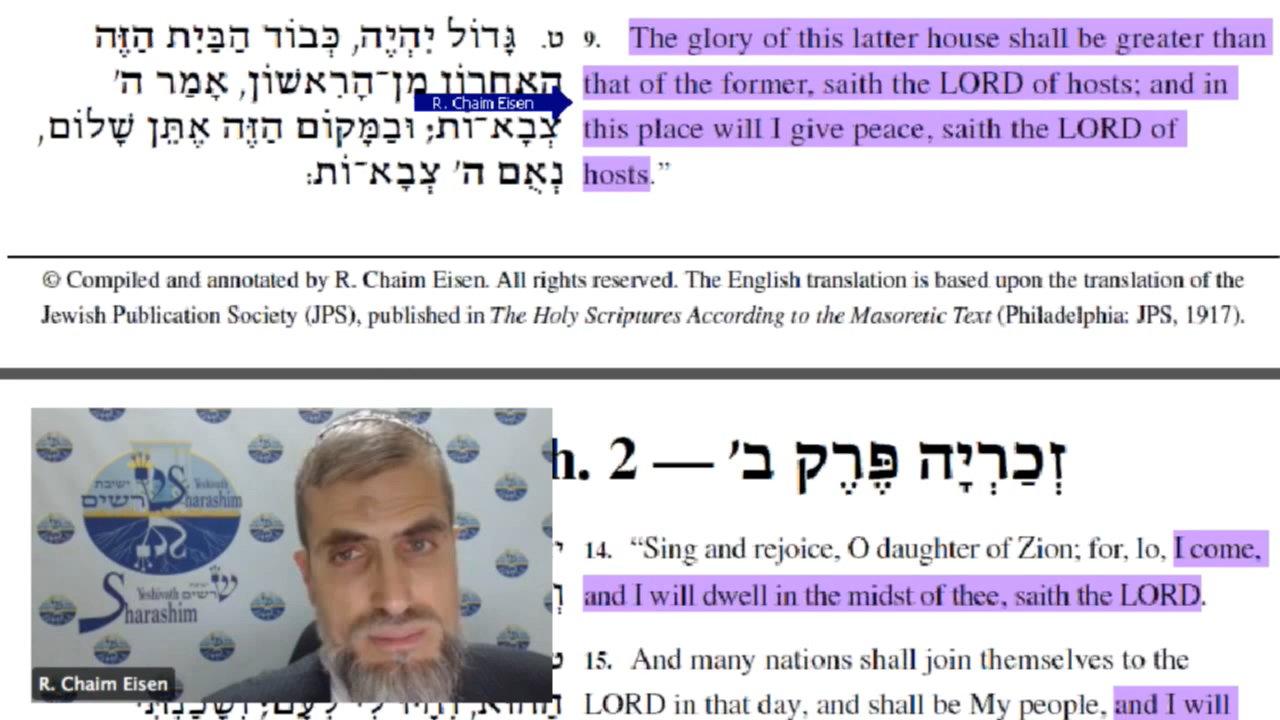 ט. גָּדוֹל יִהְיֶה, כְּבוֹד הַבַּיִת הַזֶּה
הָאַחֲרוֹן מִן־הָרִאשׁוֹן, אָמַר ה'
צְבָא־וֹת; וּבַמָּקוֹם הַזֶּה אֶתֵּן שָׁלוֹם,
נְאֻם ה' צְבָא־וֹת:
R. Chaim Eisen
9. The glory of this latter house shall be greater than
that of the former, saith the LORD of hosts; and in
this place will I give peace, saith the LORD of
hosts.”
© Compiled and annotated by R. Chaim Eisen. All rights reserved. The English translation is based upon the translation of the
Jewish Publication Society (JPS), published in The Holy Scriptures According to the Masoretic Text (Philadelphia: JPS, 1917).
h. 2 — זְכַרְיָה פֶּרֶק ב'
14. “Sing and rejoice, O daughter of Zion; for, lo, I come,
and I will dwell in the midst of thee, saith the LORD.
15. And many nations shall join themselves to the
LORD in that day, and shall be My people, and I will
ישיבת
שרשים
Yeshivath
Sharashim
Yeshivath
Sharashim
R. Chaim Eisen